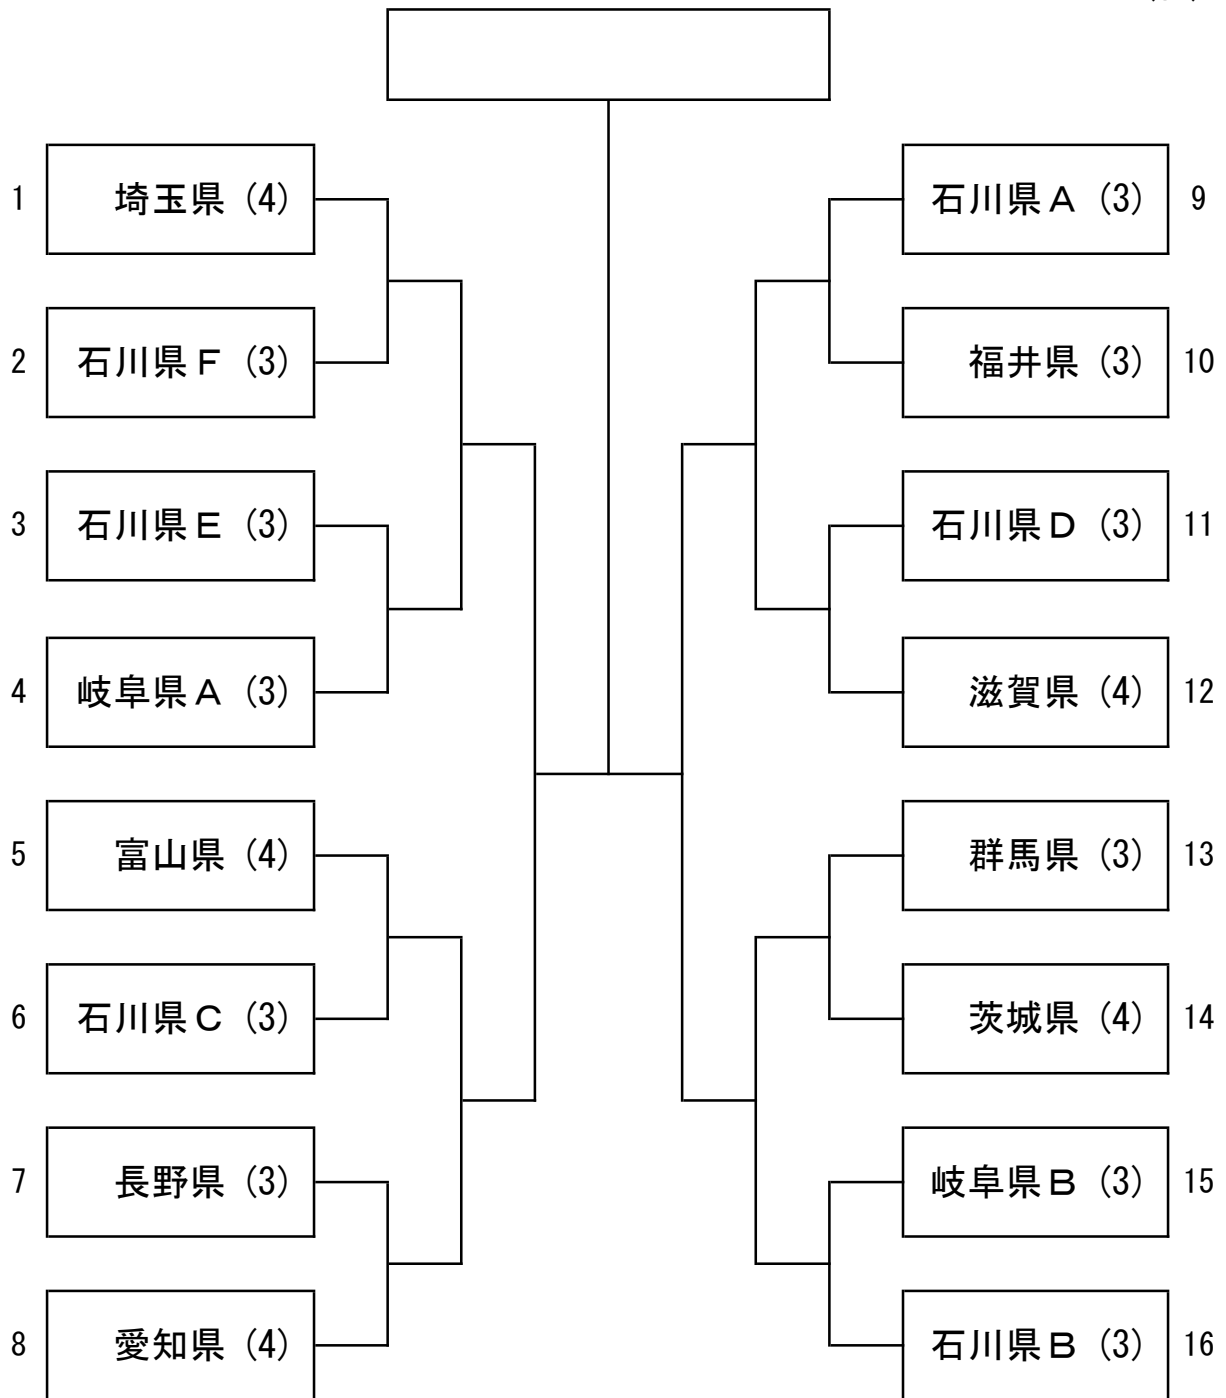 1 埼玉県 (4)
2 石川県Ｆ (3)
3 石川県Ｅ (3)
4 岐阜県Ａ (3)
5 富山県 (4)
6 石川県Ｃ (3)
7 長野県 (3)
8 愛知県 (4)
石川県Ａ (3) 9
福井県 (3) 10
石川県Ｄ (3) 11
滋賀県 (4) 12
群馬県 (3) 13
茨城県 (4) 14
岐阜県Ｂ (3) 15
石川県Ｂ (3) 16